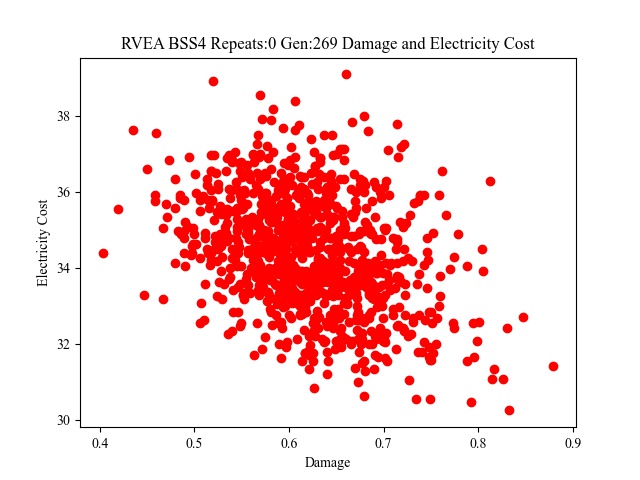 RVEA BSS4 Repeats:0 Gen:269 Damage and Electricity Cost
38
36
34
32
30
Electricity Cost
0.4 0.5 0.6 0.7 0.8 0.9
Damage